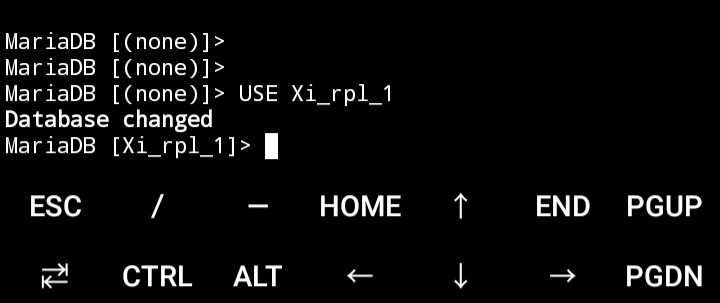 MariaDB [(none)]>
MariaDB [(none)]>
MariaDB [(none)]> USE Xi_rpl_1
Database changed
MariaDB [Xi_rpl_1]>
ESC / — HOME ↑ END PGUP
↹ CTRL ALT ← ↓ → PGDN